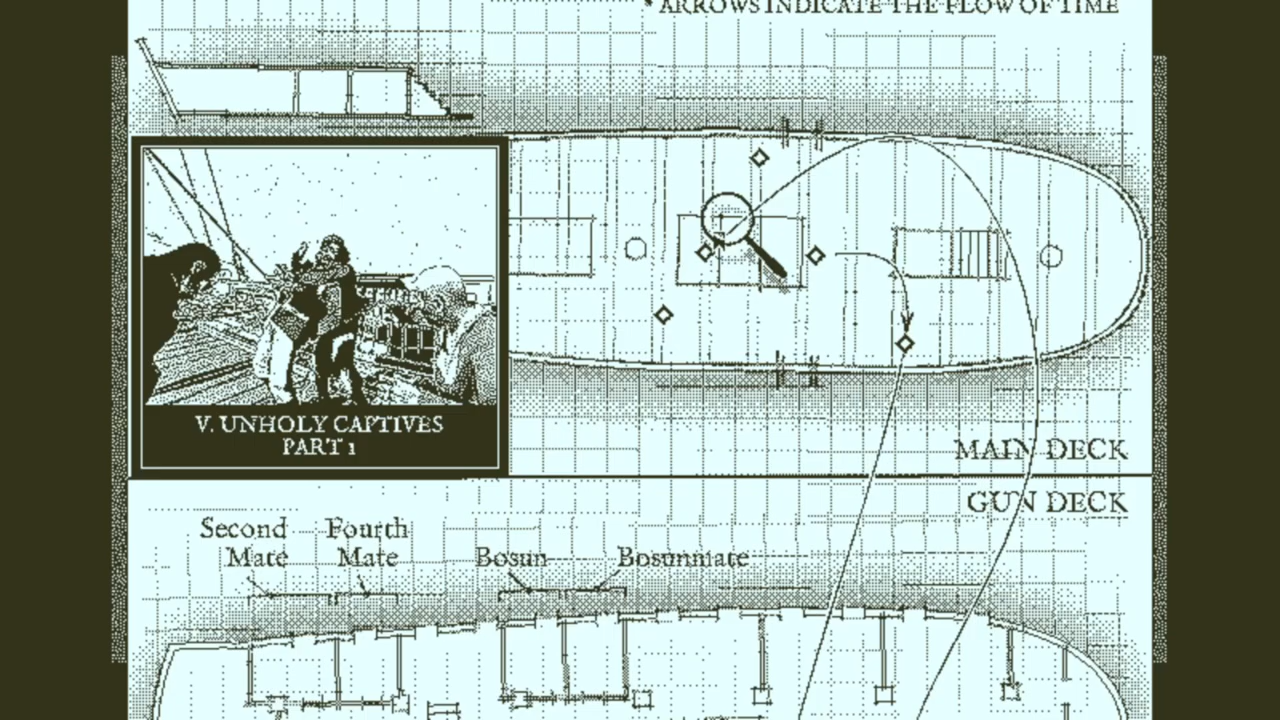 * ARROWS INDICATE THE FLOW OF TIME
V. UNHOLY CAPTIVES
PART 1
MAIN DECK
GUN DECK
Second
Mate
Fourth
Mate
Bosun
Bosunmate